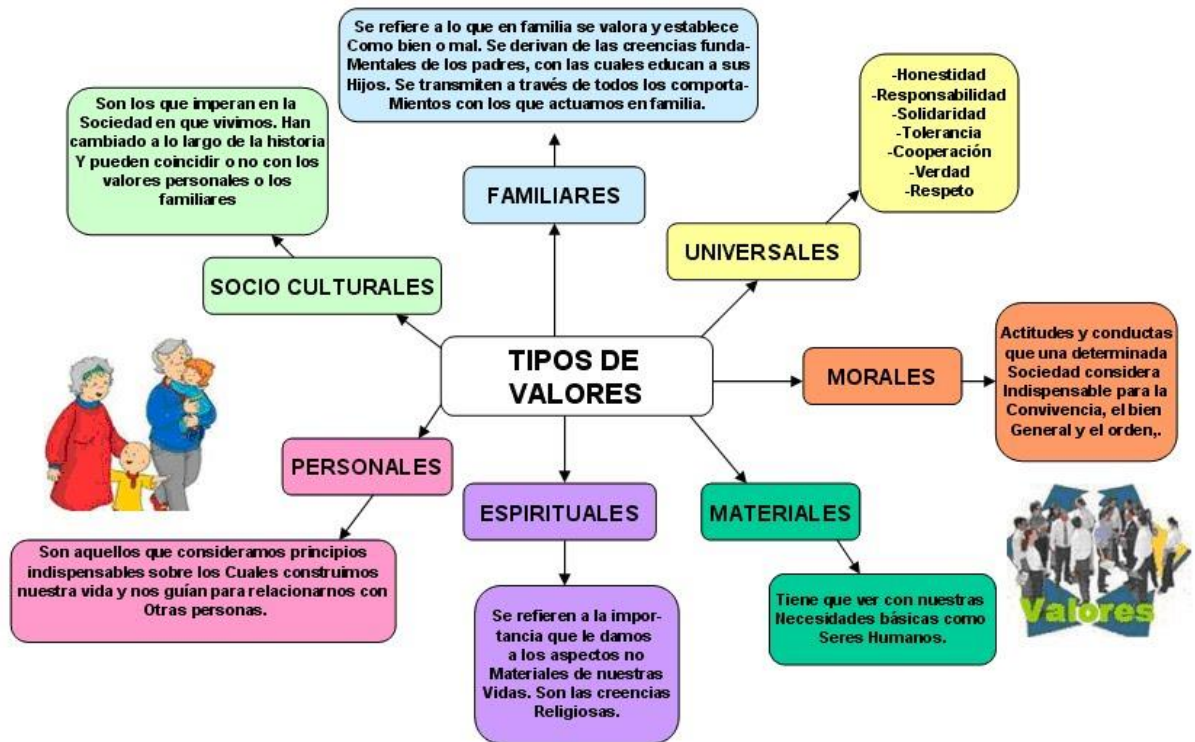 Se refiere a lo que en familia se valora y establece
Como bien o mal. Se derivan de las creencias funda-
Mentales de los padres, con las cuales educan a sus
Hijos. Se transmiten a través de todos los comporta-
Mientos con los que actuamos en familia.
-Honestidad
-Responsabilidad
-Solidaridad
-Tolerancia
-Cooperación
-Verdad
-Respeto
Son los que imperan en la
Sociedad en que vivimos. Han
cambiado a lo largo de la historia
Y pueden coincidir o no con los
valores personales o los
familiares
FAMILIARES
UNIVERSALES
SOCIO CULTURALES
TIPOS DE
VALORES
MORALES
Actitudes y conductas
que una determinada
Sociedad considera
Indispensable para la
Convivencia, el bien
General y el orden,.
PERSONALES
ESPIRITUALES
MATERIALES
Son aquellos que consideramos principios
indispensables sobre los Cuales construimos
nuestra vida y nos guían para relacionarnos con
Otras personas.
Se refieren a la impor-
tancia que le damos
a los aspectos no
Materiales de nuestras
Vidas. Son las creencias
Religiosas.
Tiene que ver con nuestras
Necesidades básicas como
Seres Humanos.
Valores